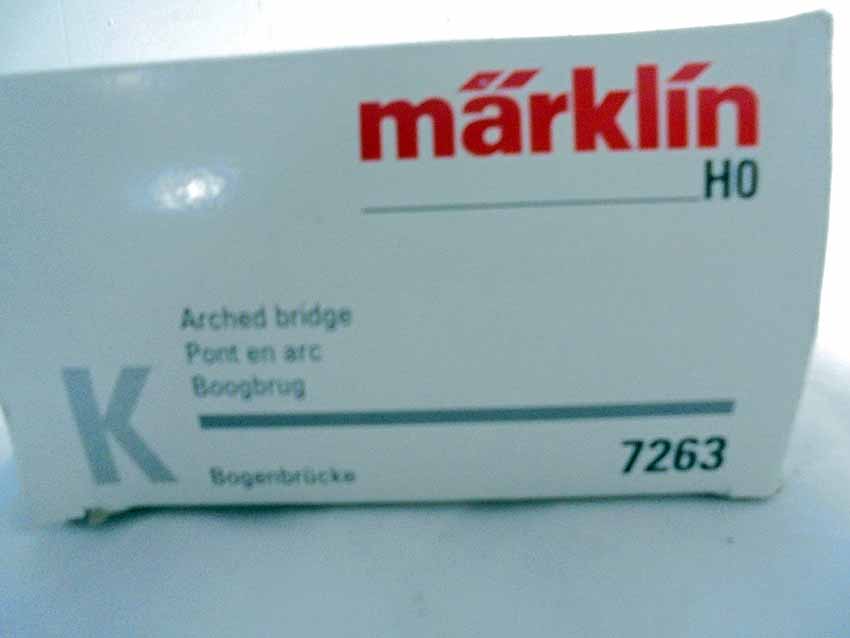 märklin
H0
Arched bridge
Pont en arc
Boogbrug
K
7263
Bogenbrücke